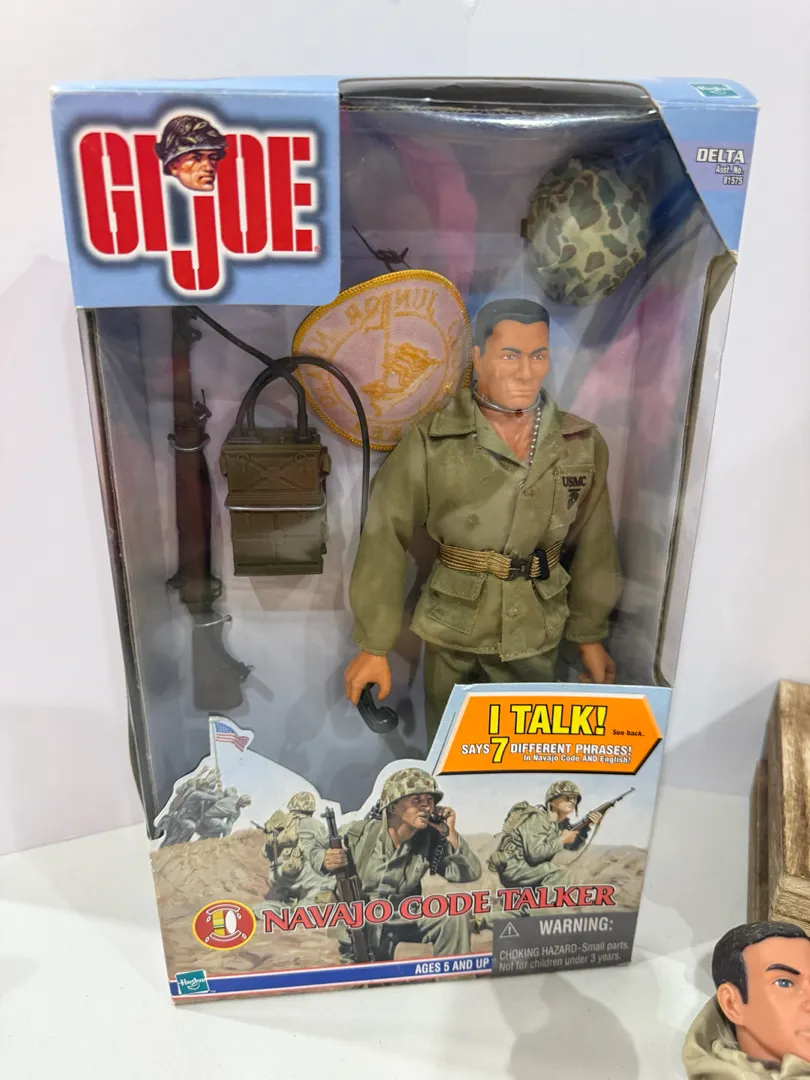 Hasbro
GI JOE
DELTA
Asst. No.
81575
USMC
I TALK!
See back.
SAYS 7 DIFFERENT PHRASES!
In Navajo Code AND English!
NAVAJO CODE TALKER
WARNING:
CHOKING HAZARD-Small parts.
Not for children under 3 years.
AGES 5 AND UP
Hasbro